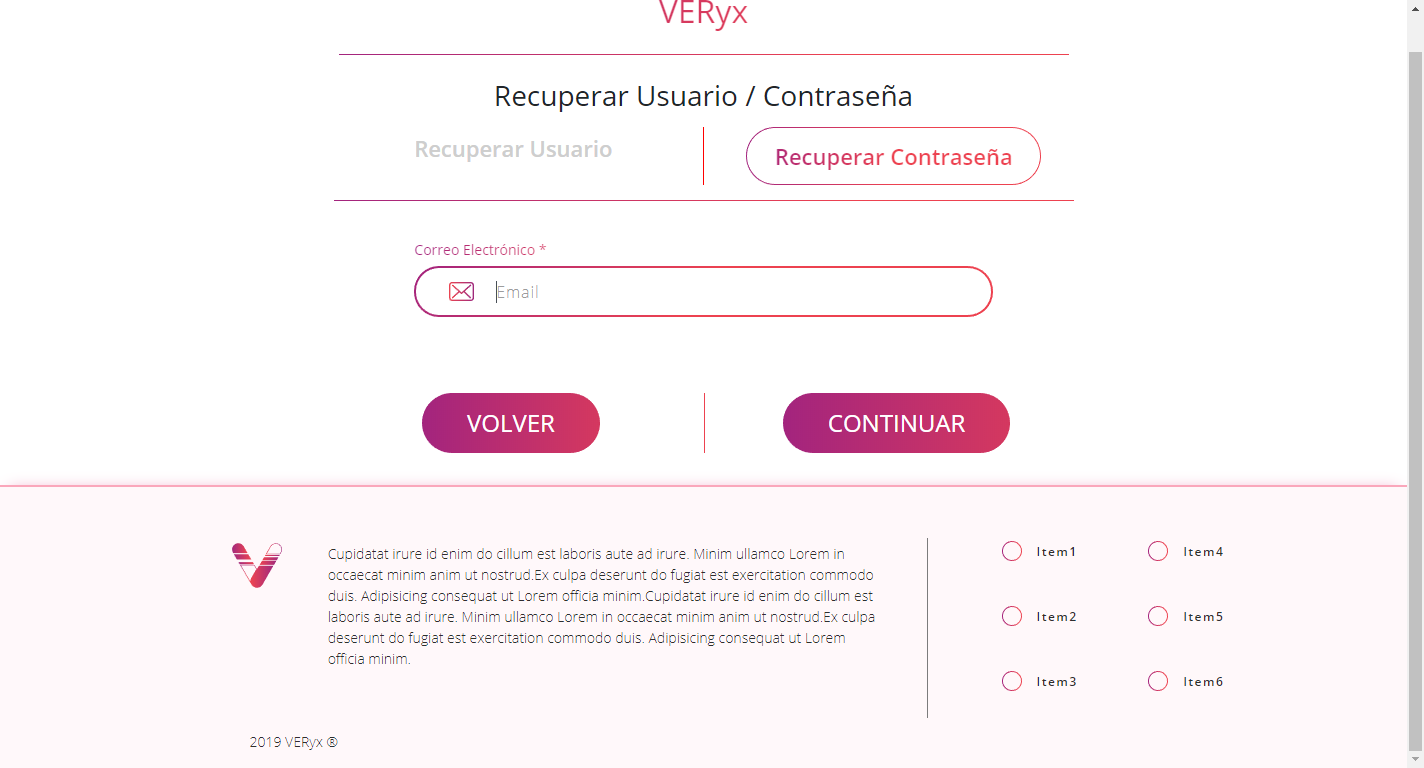 VERyx
Recuperar Usuario / Contraseña
Recuperar Usuario
Recuperar Contraseña
Correo Electrónico *
Email
VOLVER
CONTINUAR
Cupidatat irure id enim do cillum est laboris aute ad irure. Minim ullamco Lorem in
occaecat minim anim ut nostrud.Ex culpa deserunt do fugiat est exercitation commodo
duis. Adipisicing consequat ut Lorem officia minim.Cupidatat irure id enim do cillum est
laboris aute ad irure. Minim ullamco Lorem in occaecat minim anim ut nostrud.Ex culpa
deserunt do fugiat est exercitation commodo duis. Adipisicing consequat ut Lorem
officia minim.
Item1
Item4
Item2
Item5
Item3
Item6
2019 VERyx ®